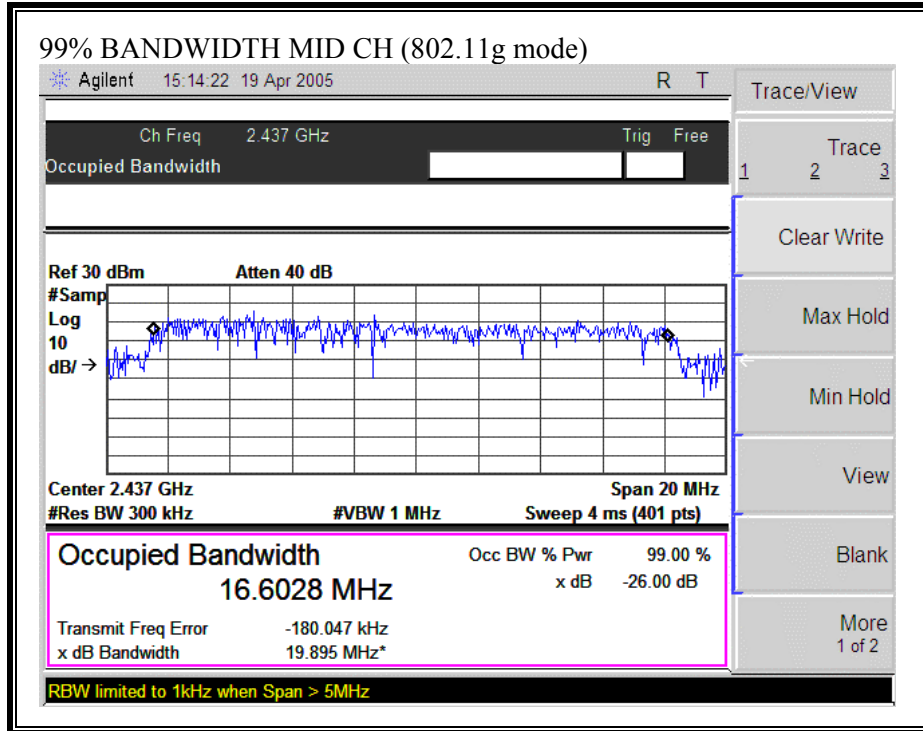 99% BANDWIDTH MID CH (802.11g mode)
Agilent 15:14:22 19 Apr 2005 R T
Trace/View
Ch Freq 2.437 GHz Trig Free
Occupied Bandwidth
Trace
1 2 3
Clear Write
Max Hold
Min Hold
View
Blank
More
1 of 2
Ref 30 dBm Atten 40 dB
#Samp
Log
10
dB/ →
Center 2.437 GHz Span 20 MHz
#Res BW 300 kHz #VBW 1 MHz Sweep 4 ms (401 pts)
Occupied Bandwidth Occ BW % Pwr 99.00 %
16.6028 MHz x dB -26.00 dB
Transmit Freq Error -180.047 kHz
x dB Bandwidth 19.895 MHz*
RBW limited to 1kHz when Span > 5MHz